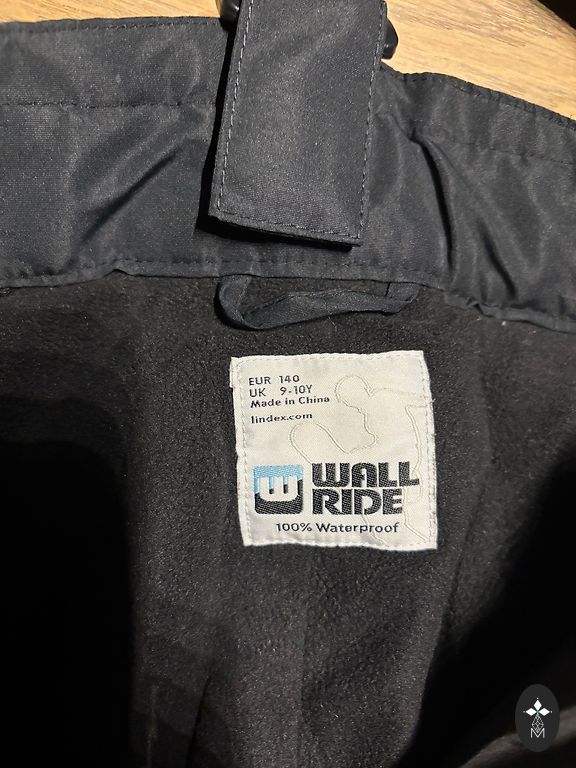 EUR 140
UK 9-10Y
Made in China
lindex.com
WALL
RIDE
100% Waterproof
M